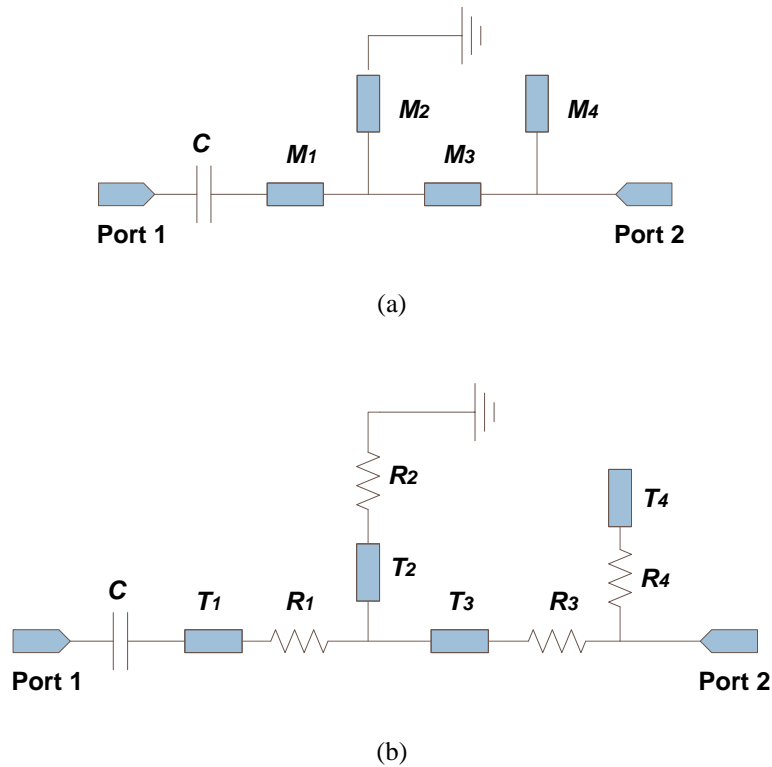 M2
M4
C
M1
M3
Port 1
Port 2
(a)
R2
T4
T2
R4
C
T1
R1
T3
R3
Port 1
Port 2
(b)